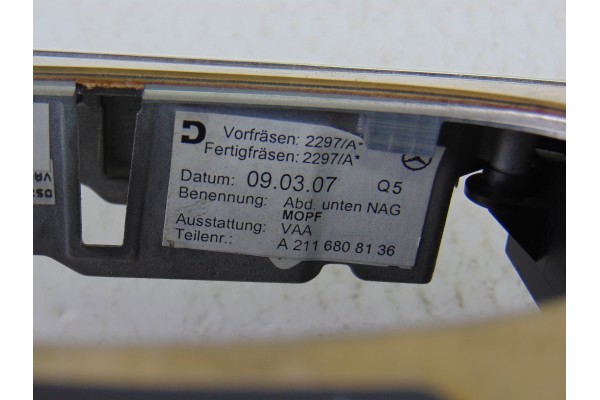 D
Vorfräsen: 2297/A*
Fertigfräsen: 2297/A*
Datum: 09.03.07 Q5
Benennung: Abd. unten NAG
MOPF
Ausstattung: VAA
Teilenr.: A 211 680 81 36